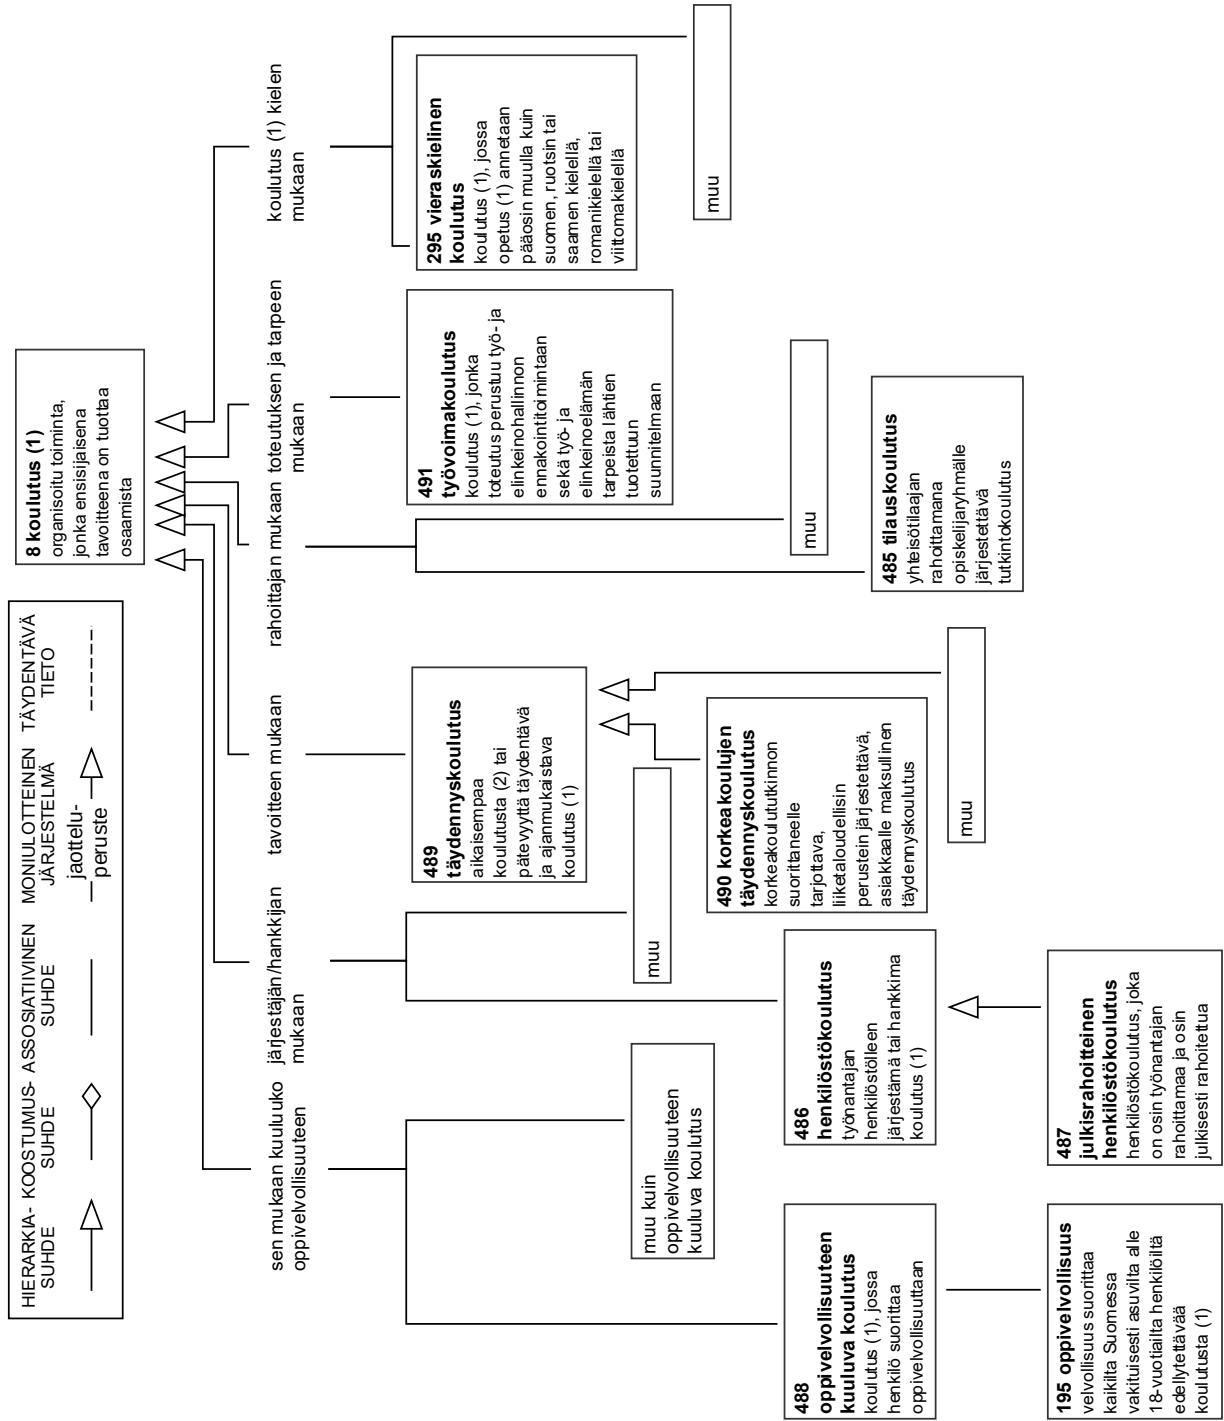 HIERARKIA- KOOSTUMUS- ASSOSIATIIVINEN MONIULOTTEINEN TÄYDENTÄVÄ
SUHDE SUHDE SUHDE JÄRJESTELMÄ TIETO
jaottelu-
peruste
8 koulutus (1)
organisoitu toiminta,
jonka ensisijaisena
tavoitteena on tuottaa
osaamista
sen mukaan kuuluuko
oppivelvollisuuteen
järjestäjän/hankkijan
mukaan
tavoitteen mukaan
rahoittajan mukaan
toteutuksen ja tarpeen
mukaan
koulutus (1) kielen
mukaan
488
oppivelvollisuuteen
kuuluva koulutus
koulutus (1), jossa
henkilö suorittaa
oppivelvollisuuttaan
muu kuin
oppivelvollisuuteen
kuuluva koulutus
195 oppivelvollisuus
velvollisuus suorittaa
kaikilta Suomessa
vakituisesti asuvilta alle
18-vuotiailta henkilöiltä
edellytettävää
koulutusta (1)
486
henkilöstökoulutus
työnantajan
henkilöstölleen
järjestämä tai hankkima
koulutus (1)
muu
487
julkisrahoitteinen
henkilöstökoulutus
henkilöstökoulutus, joka
on osin työnantajan
rahoittamaa ja osin
julkisesti rahoitettua
489
täydennyskoulutus
aikaisempaa
koulutusta (2) tai
pätevyyttä täydentävä
ja ajanmukaistava
koulutus (1)
490 korkeakoulujen
täydennyskoulutus
korkeakoulututkinnon
suorittaneelle
tarjottava,
liiketaloudellisin
perustein järjestettävä,
asiakkaalle maksullinen
täydennyskoulutus
muu
485 tilauskoulutus
yhteisötilaajan
rahoittamana
opiskelijaryhmälle
järjestettävä
tutkintokoulutus
muu
491
työvoimakoulutus
koulutus (1), jonka
toteutus perustuu työ- ja
elinkeinohallinnon
ennakointitoimintaan
sekä työ- ja
elinkeinoelämän
tarpeista lähtien
tuotettuun
suunnitelmaan
295 vieraskielinen
koulutus
koulutus (1), jossa
opetus (1) annetaan
pääosin muulla kuin
suomen, ruotsin tai
saamen kielellä,
romanikielellä tai
viittomakielellä
muu